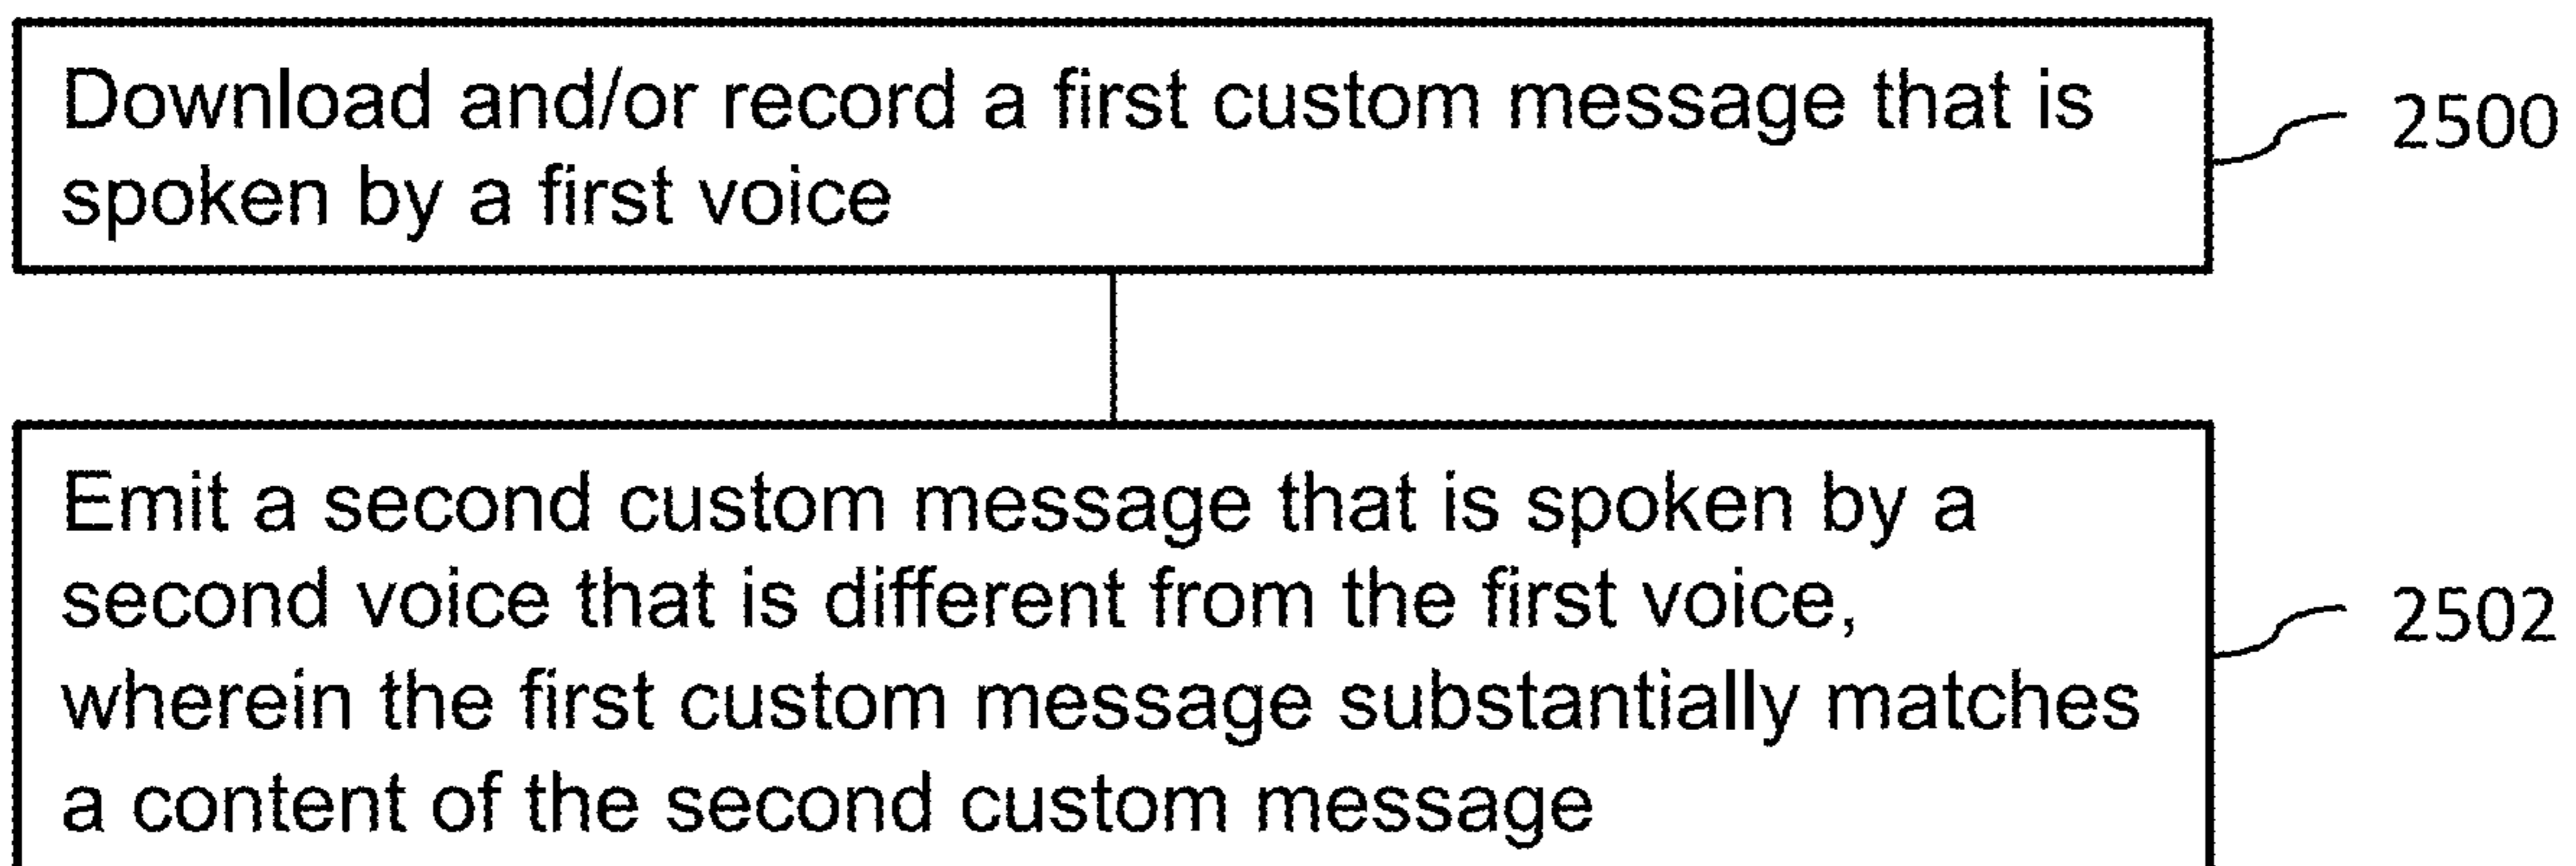 Download and/or record a first custom message that is
spoken by a first voice
2500
Emit a second custom message that is spoken by a
second voice that is different from the first voice,
wherein the first custom message substantially matches
a content of the second custom message
2502